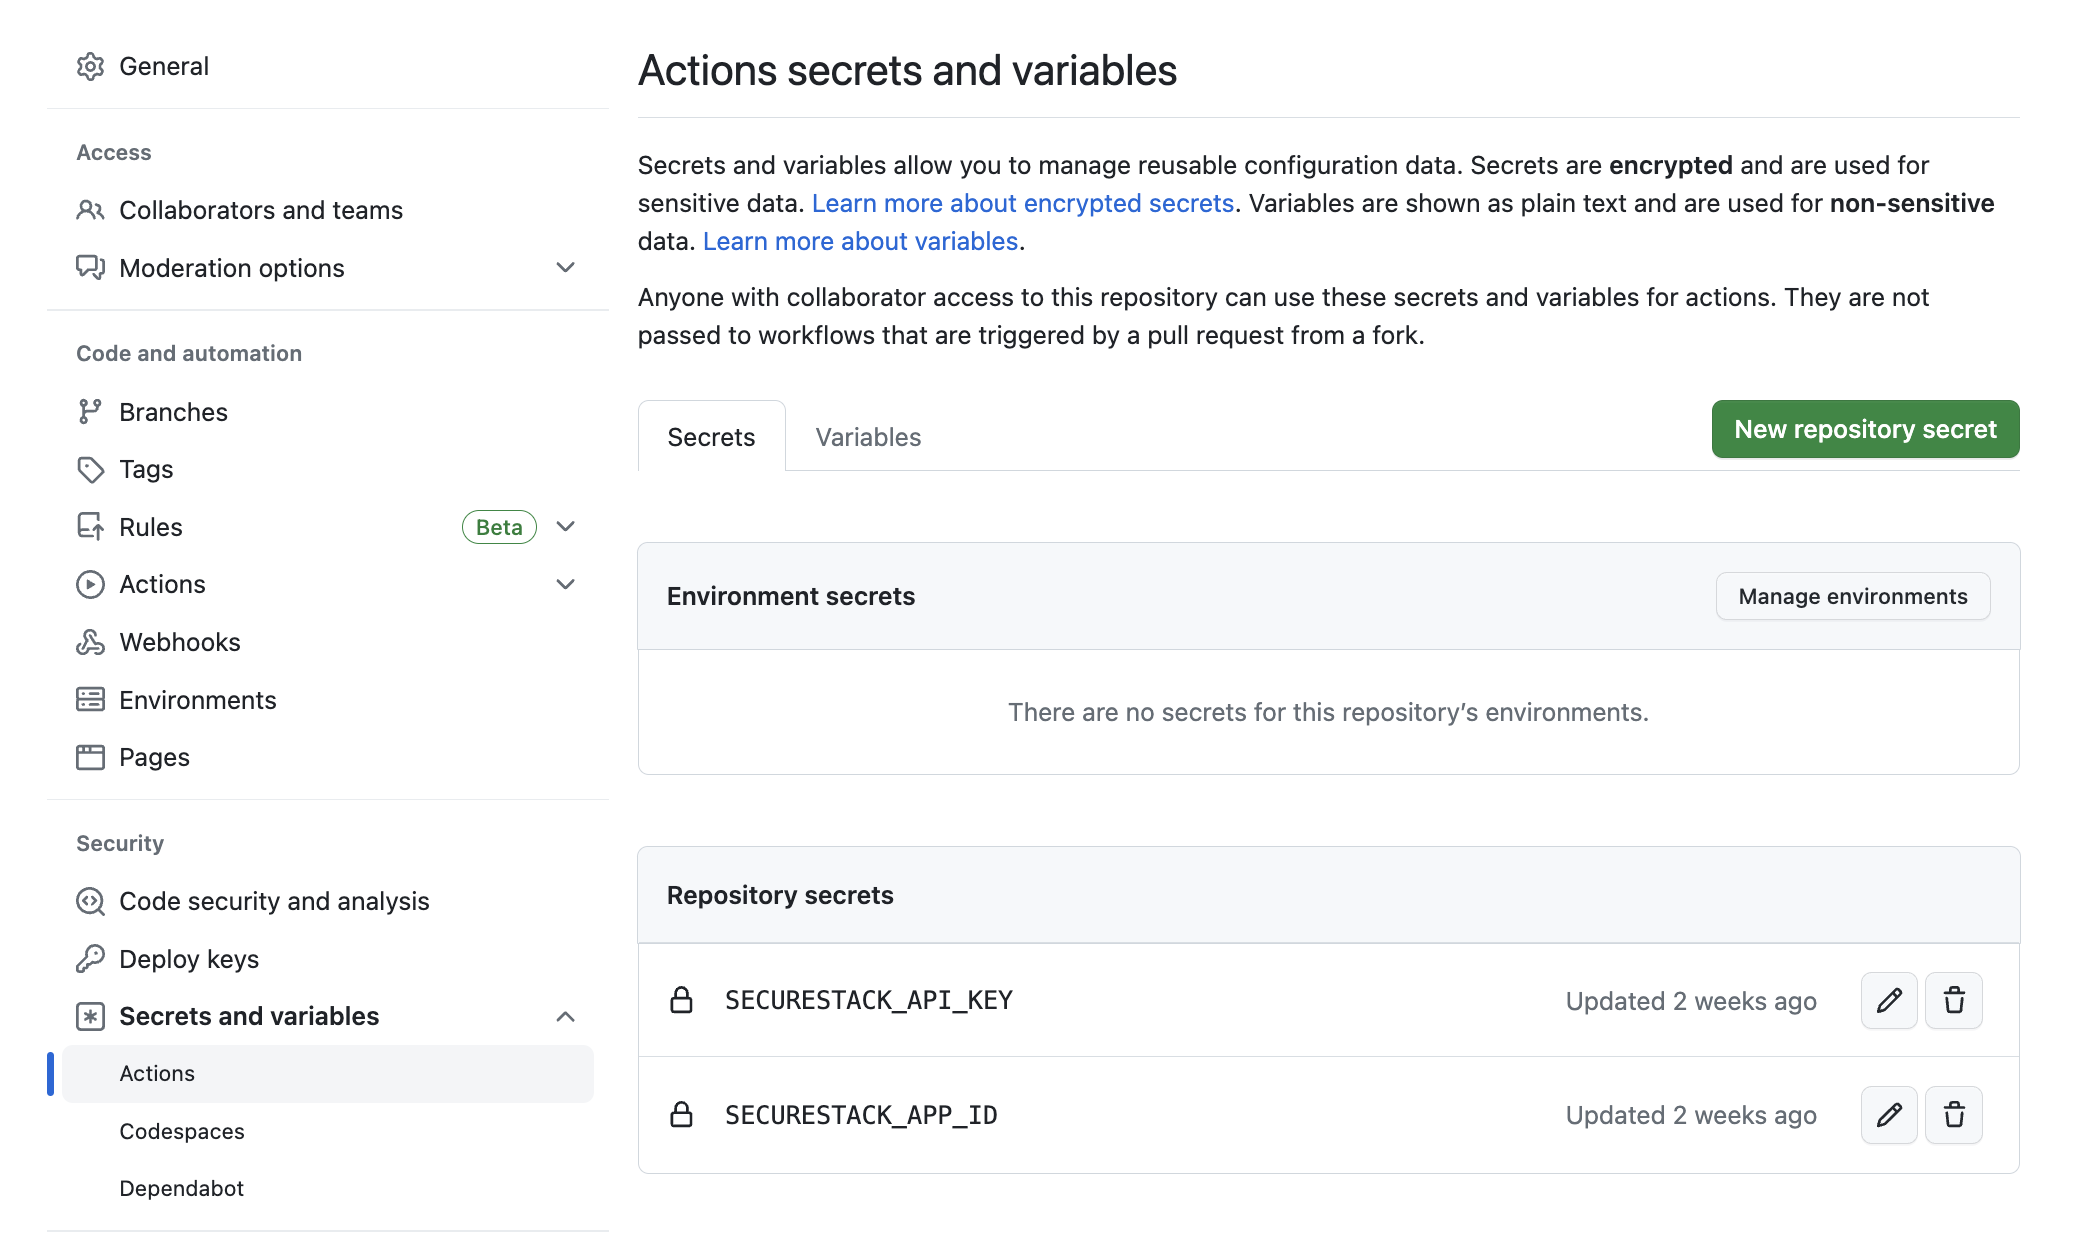 General
Access
Collaborators and teams
Moderation options
Code and automation
Branches
Tags
Rules Beta
Actions
Webhooks
Environments
Pages
Security
Code security and analysis
Deploy keys
Secrets and variables
Actions
Codespaces
Dependabot
Actions secrets and variables
Secrets and variables allow you to manage reusable configuration data. Secrets are encrypted and are used for
sensitive data. Learn more about encrypted secrets. Variables are shown as plain text and are used for non-sensitive
data. Learn more about variables.
Anyone with collaborator access to this repository can use these secrets and variables for actions. They are not
passed to workflows that are triggered by a pull request from a fork.
Secrets Variables New repository secret
Environment secrets Manage environments
There are no secrets for this repository’s environments.
Repository secrets
SECURESTACK_API_KEY Updated 2 weeks ago
SECURESTACK_APP_ID Updated 2 weeks ago